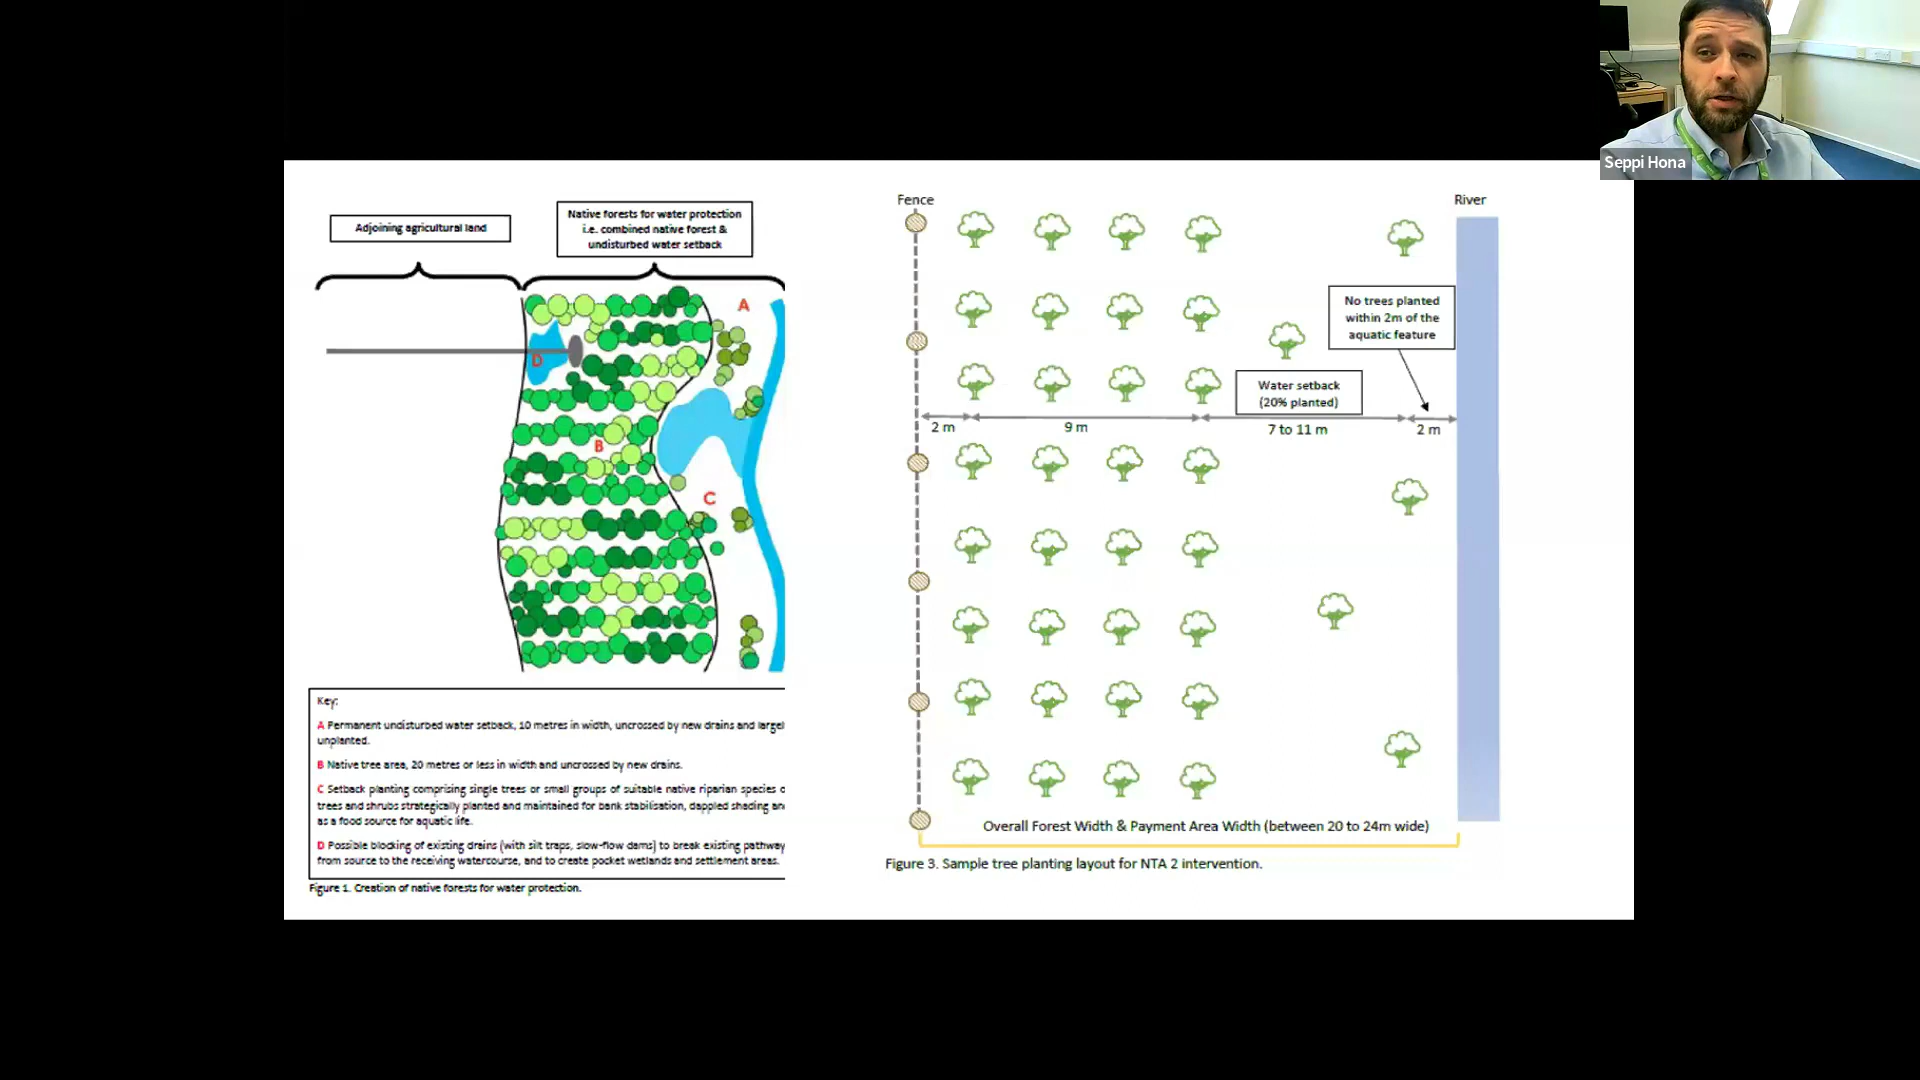 Seppi Hona
Adjoining agricultural land
Native forests for water protection
i.e. combined native forest &
undisturbed water setback
A
D
B
C
Key:
A Permanent undisturbed water setback, 10 metres in width, uncrossed by new drains and largel
unplanted.
B Native tree area, 20 metres or less in width and uncrossed by new drains.
C Setback planting comprising single trees or small groups of suitable native riparian species o
trees and shrubs strategically planted and maintained for bank stabilisation, dappled shading an
as a food source for aquatic life.
D Possible blocking of existing drains (with silt traps, slow-flow dams) to break existing pathway
from source to the receiving watercourse, and to create pocket wetlands and settlement areas.
Figure 1. Creation of native forests for water protection.
Fence
River
No trees planted
within 2m of the
aquatic feature
Water setback
(20% planted)
2 m
9 m
7 to 11 m
2 m
Overall Forest Width & Payment Area Width (between 20 to 24m wide)
Figure 3. Sample tree planting layout for NTA 2 intervention.